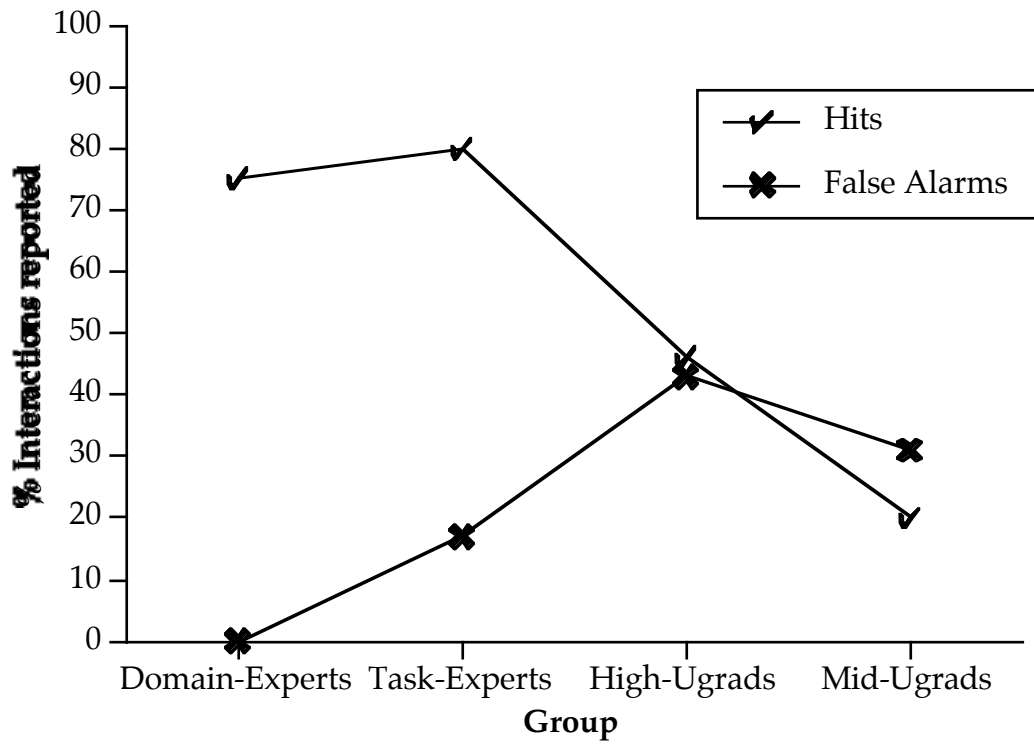 100
90
80
70
60
50
40
30
20
10
0
% Interactions reported
Hits
False Alarms
Domain-Experts Task-Experts High-Ugrads Mid-Ugrads
Group